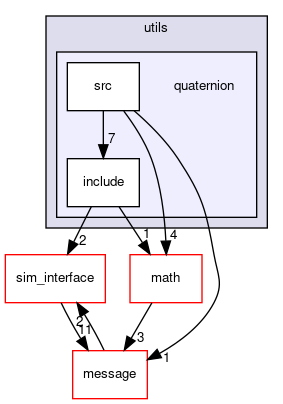 utils
src
quaternion
7
include
2
1
4
sim_interface
math
2
11
3
1
message